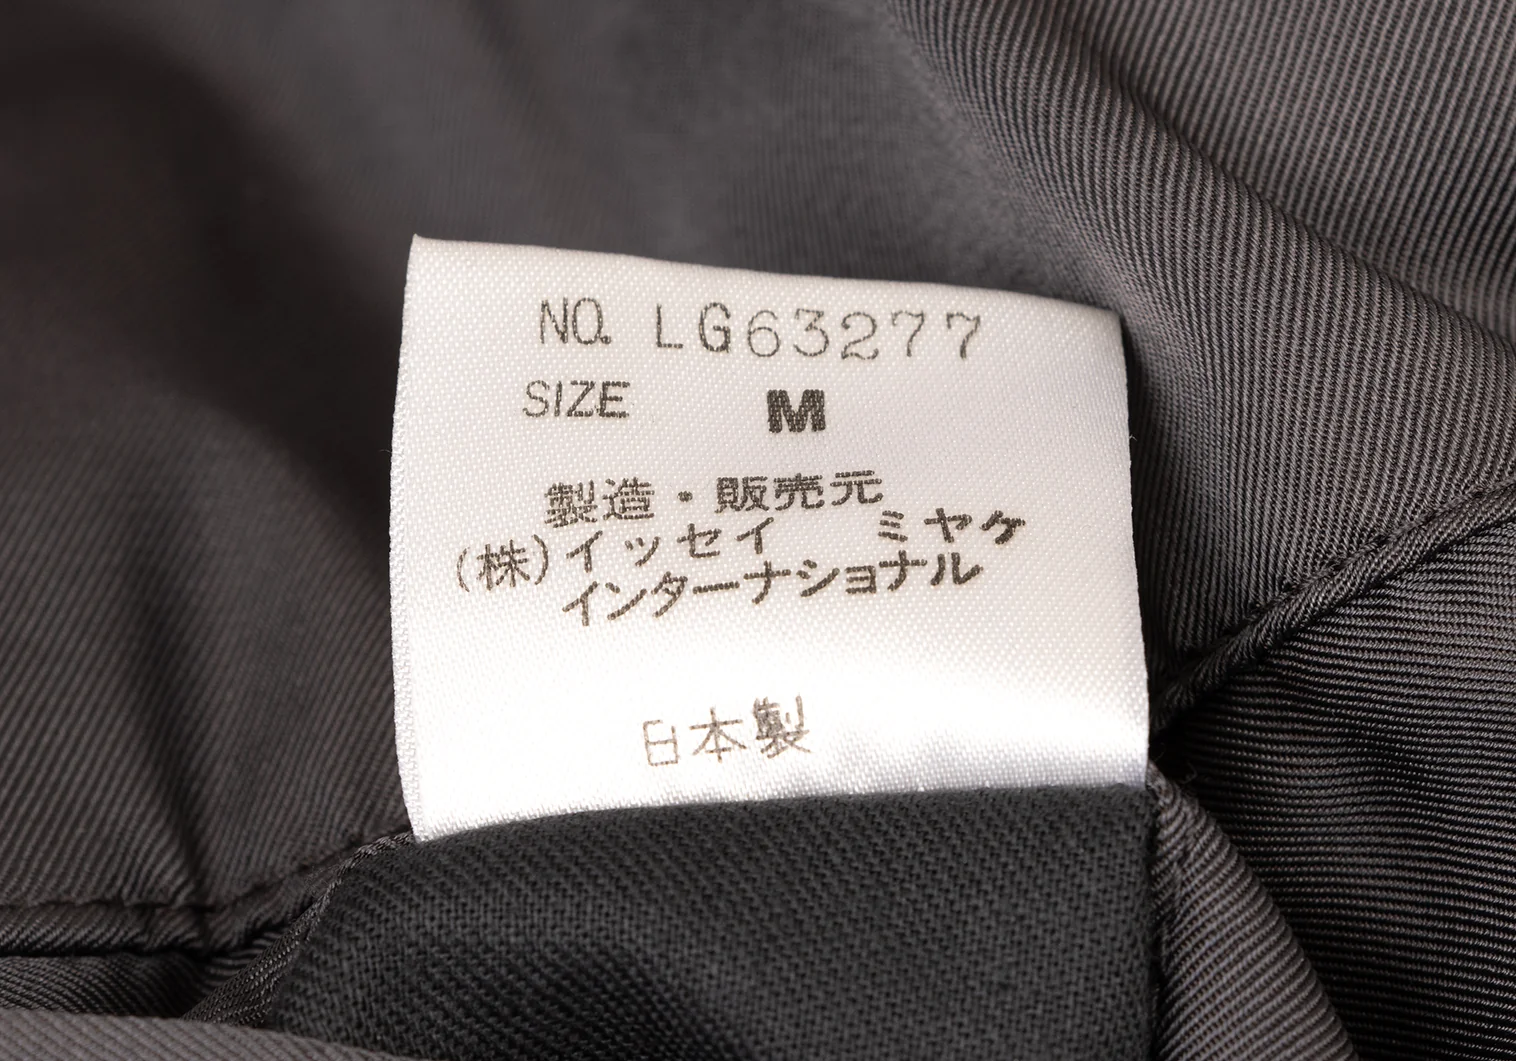 NO. LG63277
SIZE M
製造・販売元
(株)イッセイ ミヤケ
インターナショナル
日本製